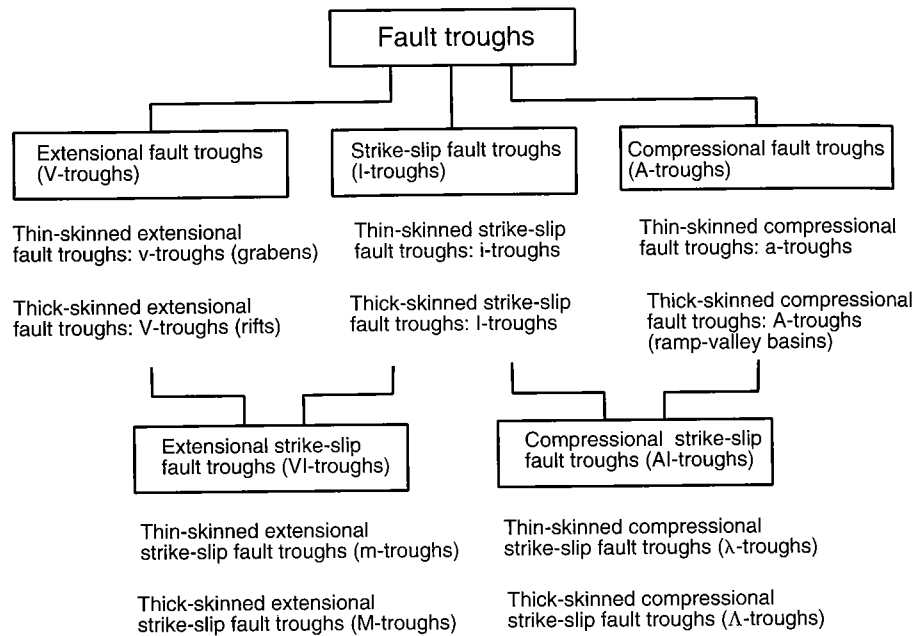 Fault troughs
Extensional fault troughs
(V-troughs)
Strike-slip fault troughs
(I-troughs)
Compressional fault troughs
(A-troughs)
Thin-skinned extensional
fault troughs: v-troughs (grabens)
Thin-skinned strike-slip
fault troughs: i-troughs
Thin-skinned compressional
fault troughs: a-troughs
Thick-skinned extensional
fault troughs: V-troughs (rifts)
Thick-skinned strike-slip
fault troughs: I-troughs
Thick-skinned compressional
fault troughs: A-troughs
(ramp-valley basins)
Extensional strike-slip
fault troughs (VI-troughs)
Compressional strike-slip
fault troughs (AI-troughs)
Thin-skinned extensional
strike-slip fault troughs (m-troughs)
Thin-skinned compressional
strike-slip fault troughs (λ-troughs)
Thick-skinned extensional
strike-slip fault troughs (M-troughs)
Thick-skinned compressional
strike-slip fault troughs (Λ-troughs)